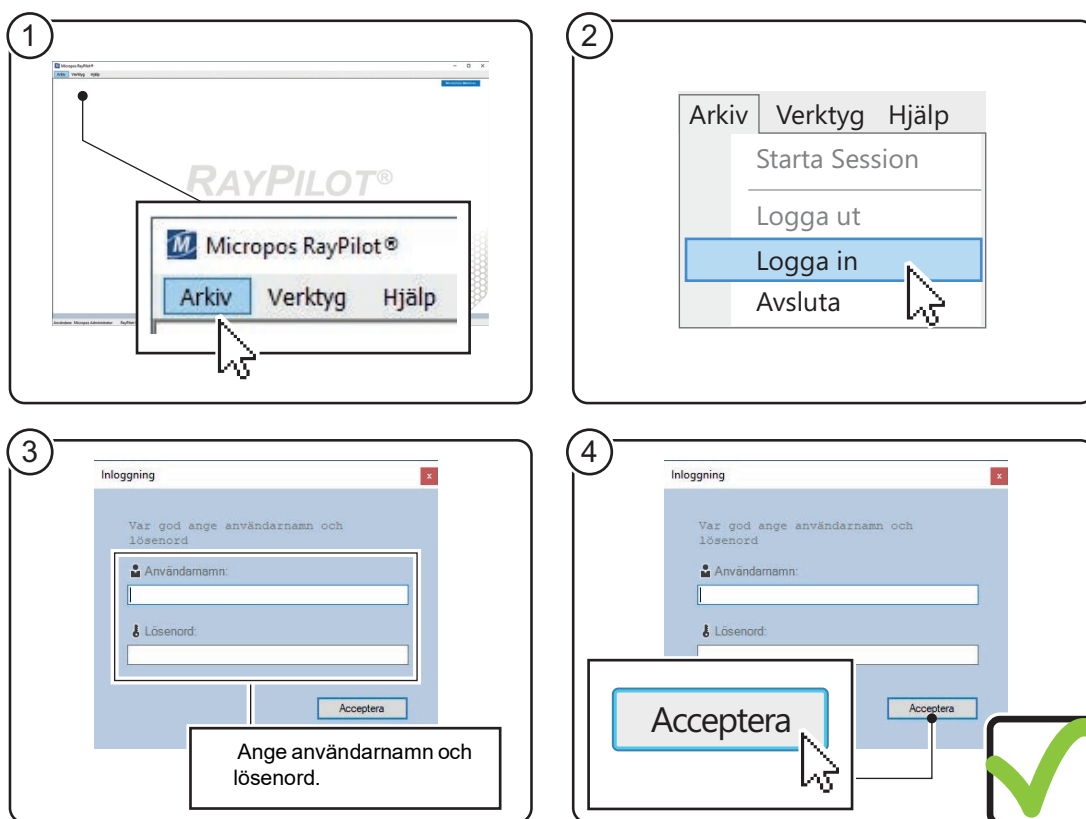 1
Micropos RayPilot®
Arkiv Verktyg Hjälp
RAYPILOT®
M Micropos RayPilot®
Arkiv Verktyg Hjälp
2
Arkiv Verktyg Hjälp
Starta Session
Logga ut
Logga in
Avsluta
3
Inloggning
x
Var god ange användarnamn och
lösenord
Användarnamn:
Lösenord:
Acceptera
Ange användarnamn och
lösenord.
4
Inloggning
x
Var god ange användarnamn och
lösenord
Användarnamn:
Lösenord:
Acceptera
Acceptera